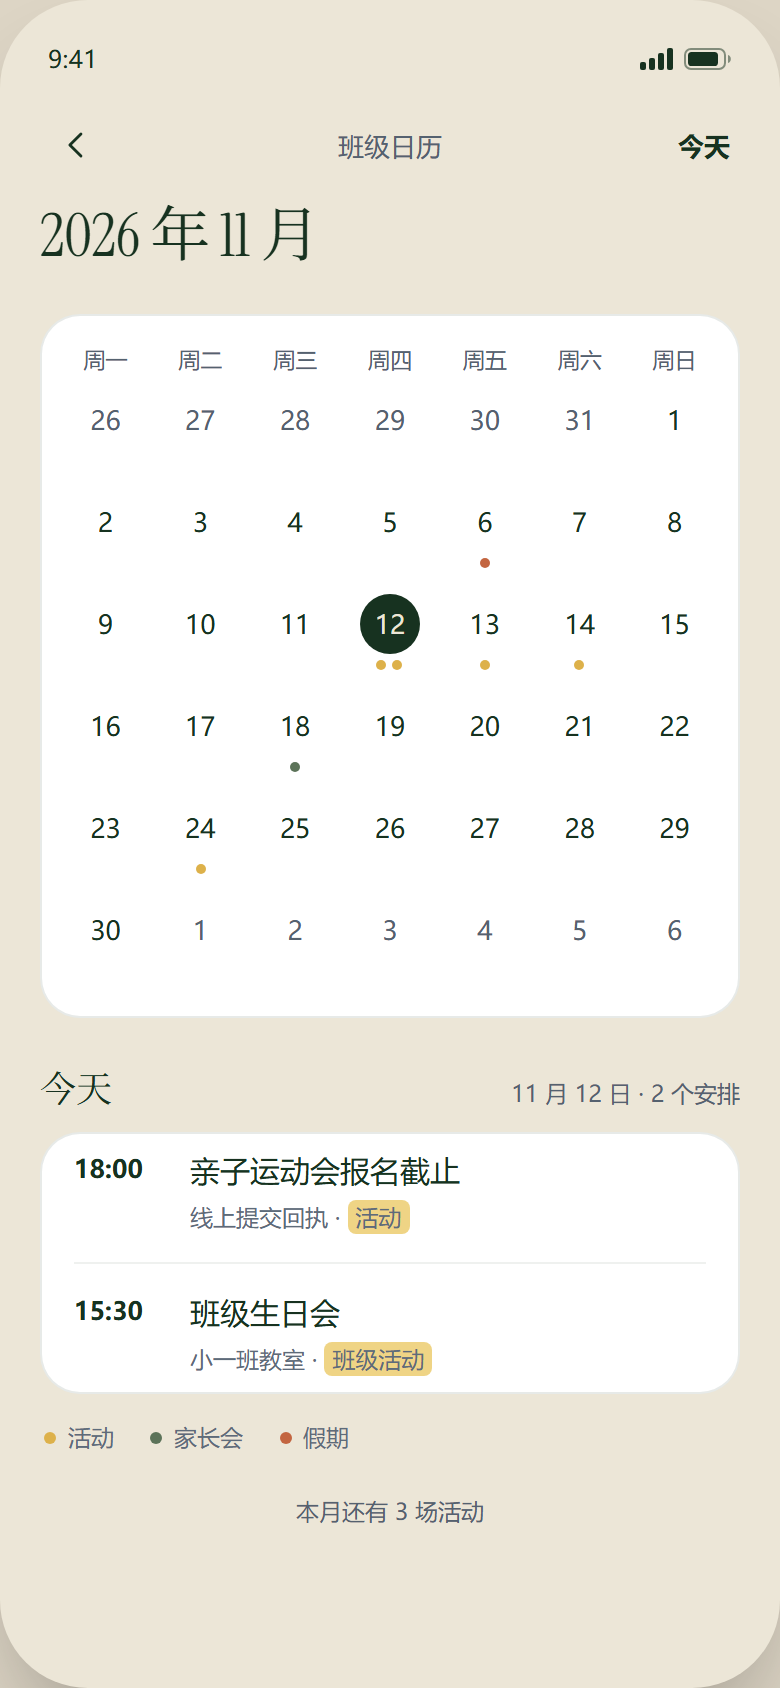 9:41
班级日历 今天
2026 年 11 月
周一 周二 周三 周四 周五 周六 周日
26 27 28 29 30 31 1
2 3 4 5 6 7 8
9 10 11 12 13 14 15
16 17 18 19 20 21 22
23 24 25 26 27 28 29
30 1 2 3 4 5 6
今天 11 月 12 日 · 2 个安排
18:00 亲子运动会报名截止
线上提交回执 · 活动
15:30 班级生日会
小一班教室 · 班级活动
活动 家长会 假期
本月还有 3 场活动